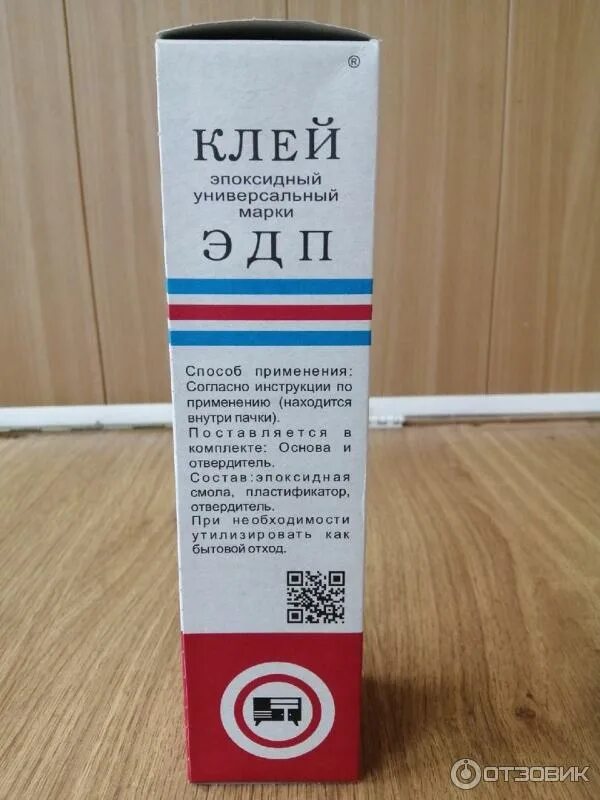 ®
КЛЕЙ
эпоксидный
универсальный
марки
ЭДП
Способ применения:
Согласно инструкции по
применению (находится
внутри пачки).
Поставляется в
комплекте: Основа и
отвердитель.
Состав:эпоксидная
смола, пластификатор,
отвердитель.
При необходимости
утилизировать как
бытовой отход.
ОТЗОВИК